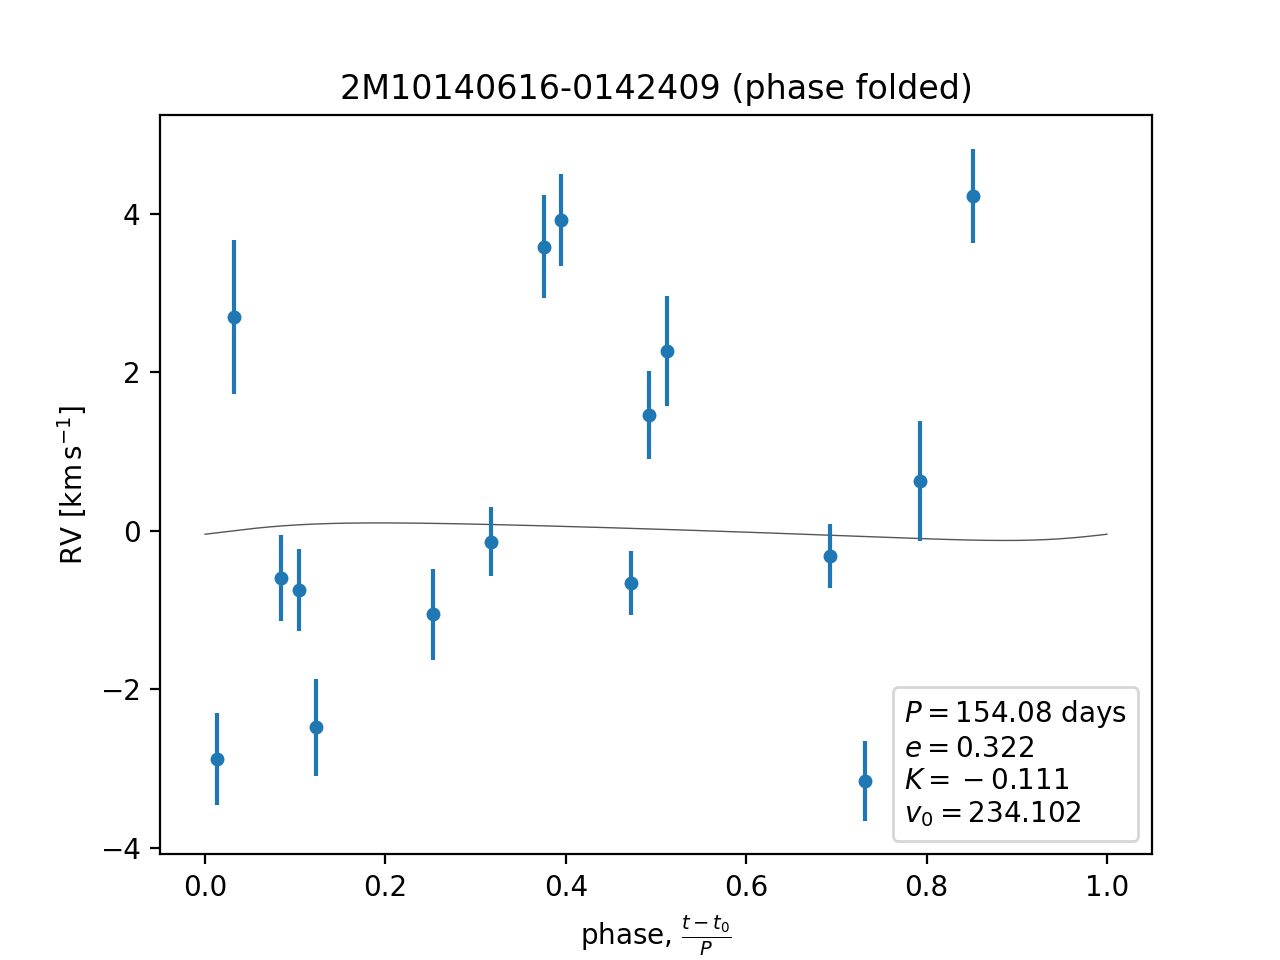 2M10140616-0142409 (phase folded)
RV [km s⁻¹]
4
2
0
−2
−4
0.0 0.2 0.4 0.6 0.8 1.0
phase, (t − t₀)/P
P = 154.08 days
e = 0.322
K = −0.111
v₀ = 234.102